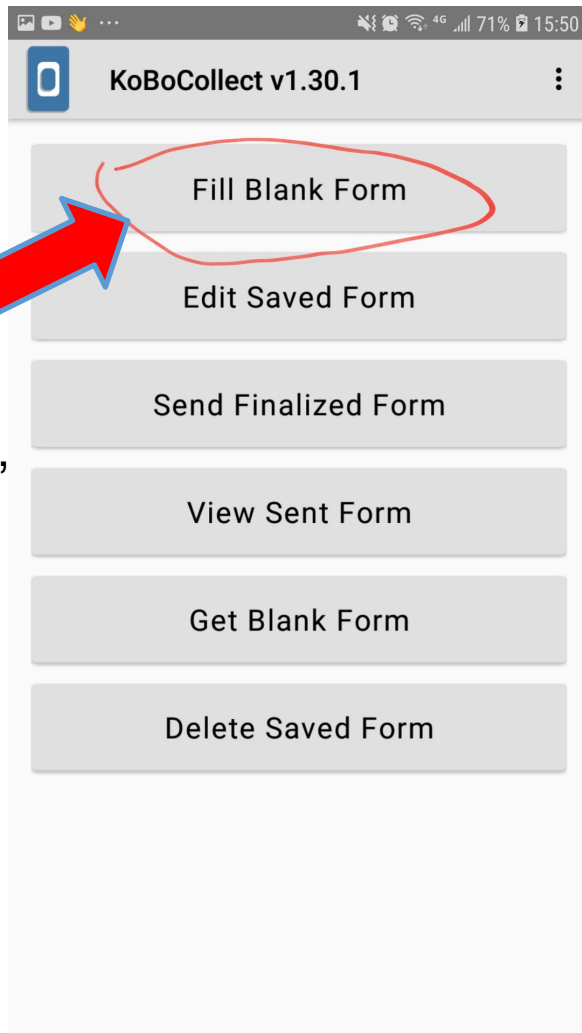 4G 71% 15:50
KoBoCollect v1.30.1
Fill Blank Form
Edit Saved Form
Send Finalized Form
,
View Sent Form
Get Blank Form
Delete Saved Form